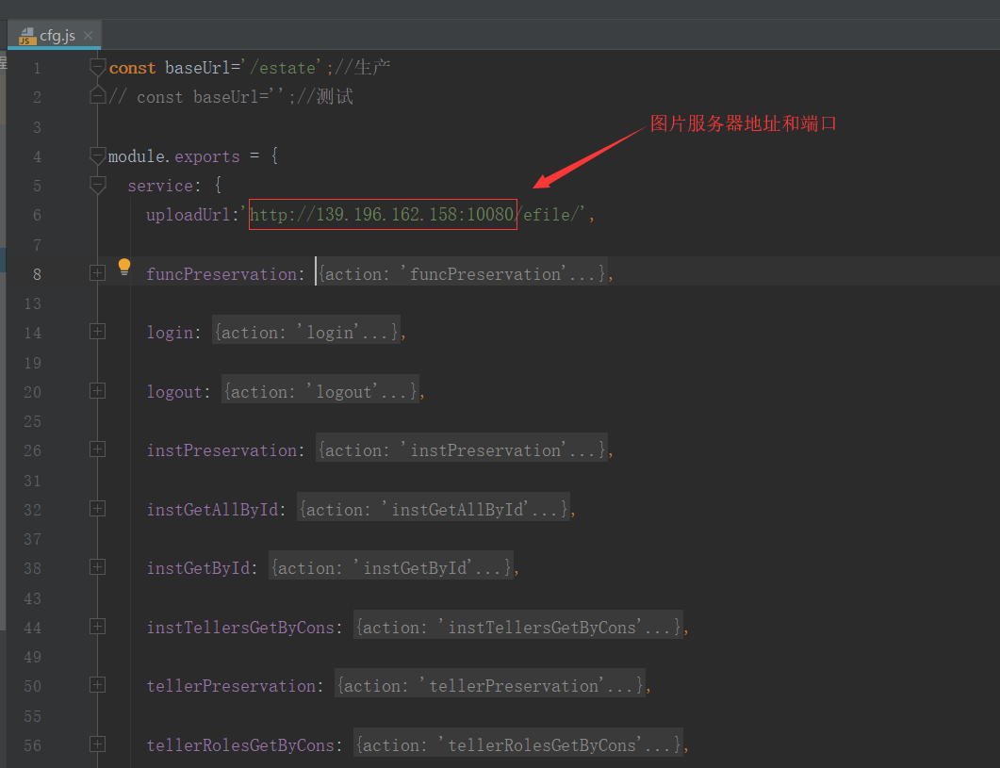 cfg.js
程
1 const baseUrl='/estate';//生产
2 // const baseUrl='';//测试
3
图片服务器地址和端口
4 module.exports = {
5 service: {
6 uploadUrl:'http://139.196.162.158:10080/efile/',
7
8 funcPreservation: {action: 'funcPreservation'...},
13
14 login: {action: 'login'...},
19
20 logout: {action: 'logout'...},
25
26 instPreservation: {action: 'instPreservation'...},
31
32 instGetAllById: {action: 'instGetAllById'...},
37
38 instGetById: {action: 'instGetById'...},
43
44 instTellersGetByCons: {action: 'instTellersGetByCons'...},
49
50 tellerPreservation: {action: 'tellerPreservation'...},
55
56 tellerRolesGetByCons: {action: 'tellerRolesGetByCons'...},